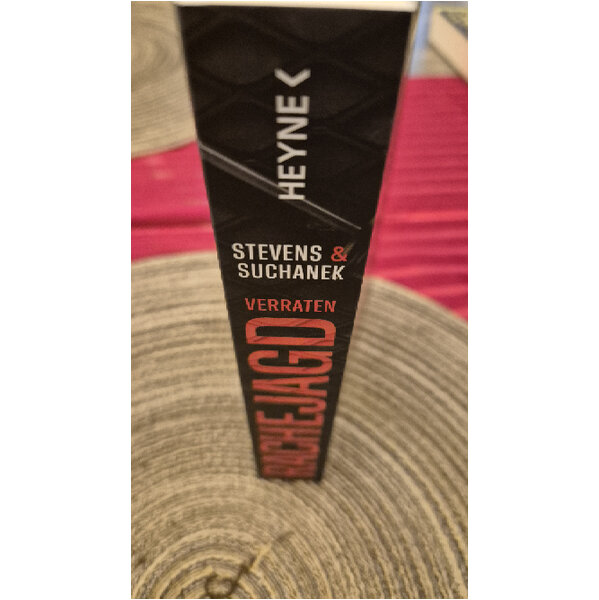 HEYNE
STEVENS &
SUCHANEK
VERRATEN
RACHEJAGD